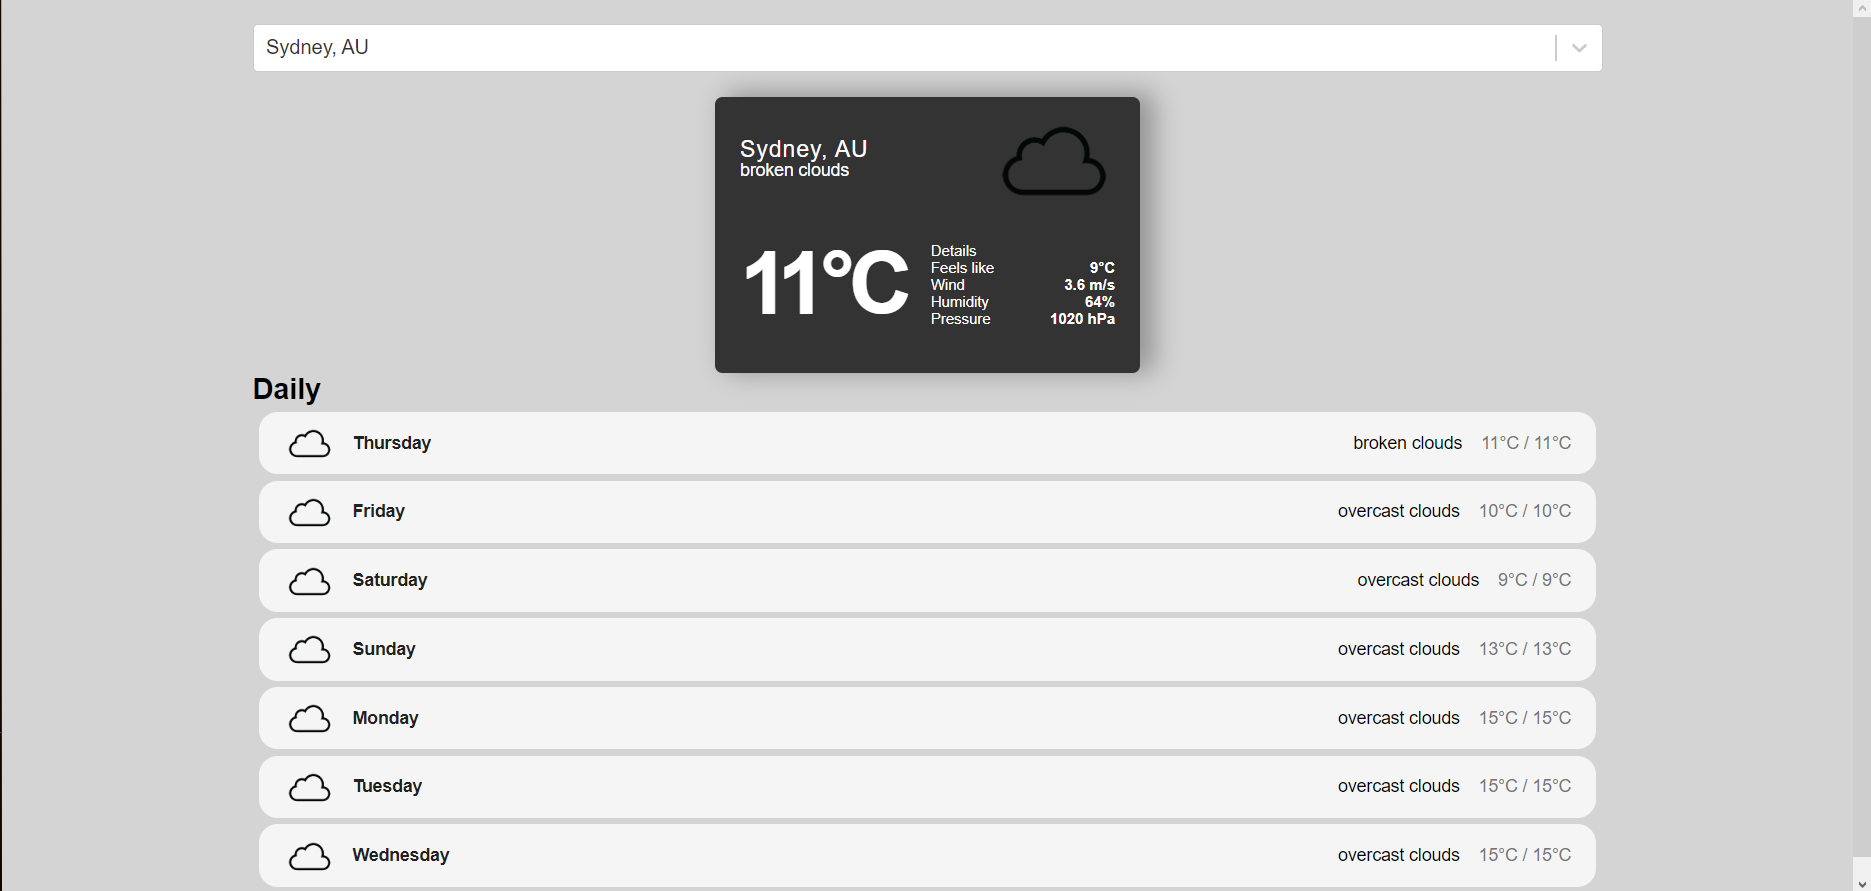 Sydney, AU
Sydney, AU
broken clouds
11°C
Details
Feels like 9°C
Wind 3.6 m/s
Humidity 64%
Pressure 1020 hPa
Daily
Thursday broken clouds 11°C / 11°C
Friday overcast clouds 10°C / 10°C
Saturday overcast clouds 9°C / 9°C
Sunday overcast clouds 13°C / 13°C
Monday overcast clouds 15°C / 15°C
Tuesday overcast clouds 15°C / 15°C
Wednesday overcast clouds 15°C / 15°C